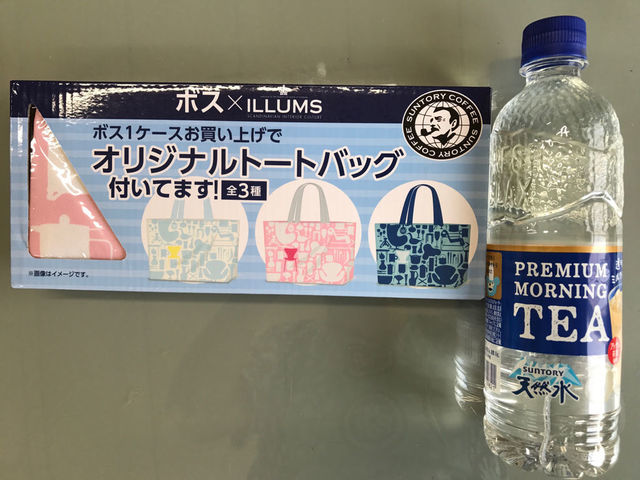 ボス×ILLUMS
SCANDINAVIAN INTERIOR CULTURE
SUNTORY COFFEE SUNTORY COFFEE
ボス1ケースお買い上げで
オリジナルトートバッグ
付いてます! 全3種
※画像はイメージです。
PREMIUM
MORNING
TEA
SUNTORY
天然水